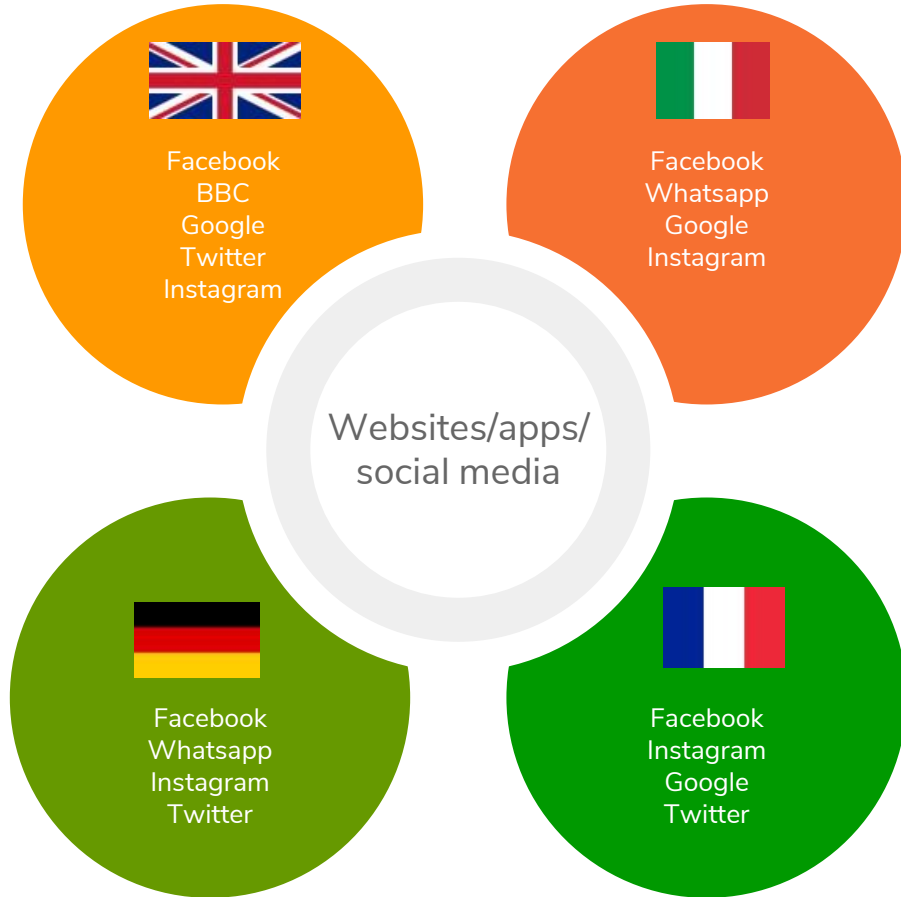 Facebook
BBC
Google
Twitter
Instagram
Facebook
Whatsapp
Google
Instagram
Websites/apps/
social media
Facebook
Whatsapp
Instagram
Twitter
Facebook
Instagram
Google
Twitter